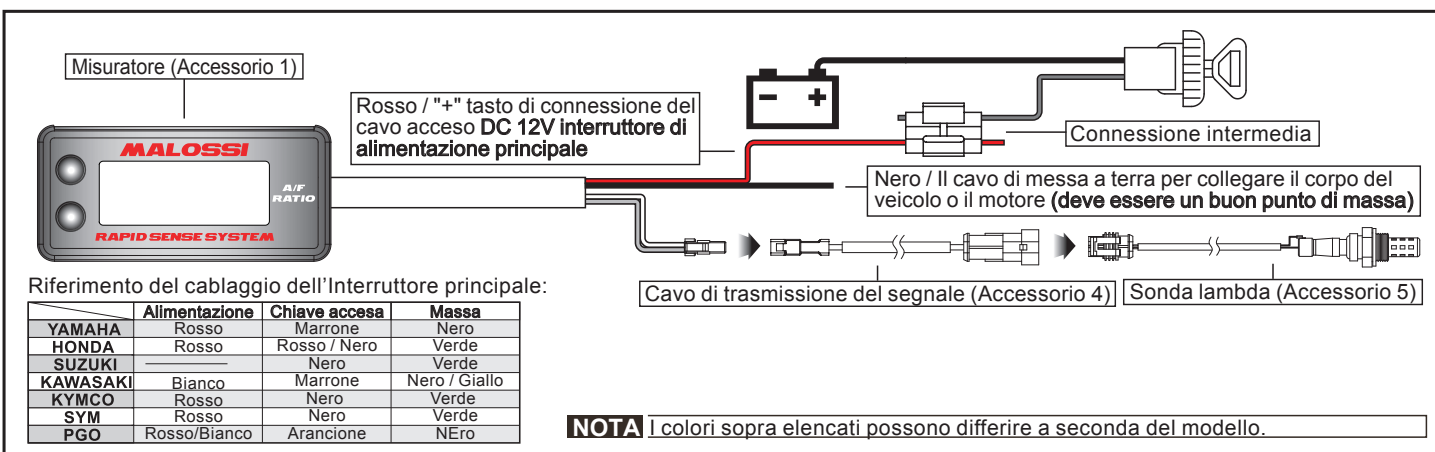 Misuratore (Accessorio 1)
Rosso / "+" tasto di connessione del
cavo acceso DC 12V interruttore di
alimentazione principale
− +
Connessione intermedia
MALOSSI
A/F
RATIO
RAPID SENSE SYSTEM
Nero / Il cavo di messa a terra per collegare il corpo del
veicolo o il motore (deve essere un buon punto di massa)
Cavo di trasmissione del segnale (Accessorio 4)
Sonda lambda (Accessorio 5)
Riferimento del cablaggio dell’Interruttore principale:
Alimentazione Chiave accesa Massa
YAMAHA Rosso Marrone Nero
HONDA Rosso Rosso / Nero Verde
SUZUKI ——— Nero Verde
KAWASAKI Bianco Marrone Nero / Giallo
KYMCO Rosso Nero Verde
SYM Rosso Nero Verde
PGO Rosso/Bianco Arancione NEro
NOTA I colori sopra elencati possono differire a seconda del modello.